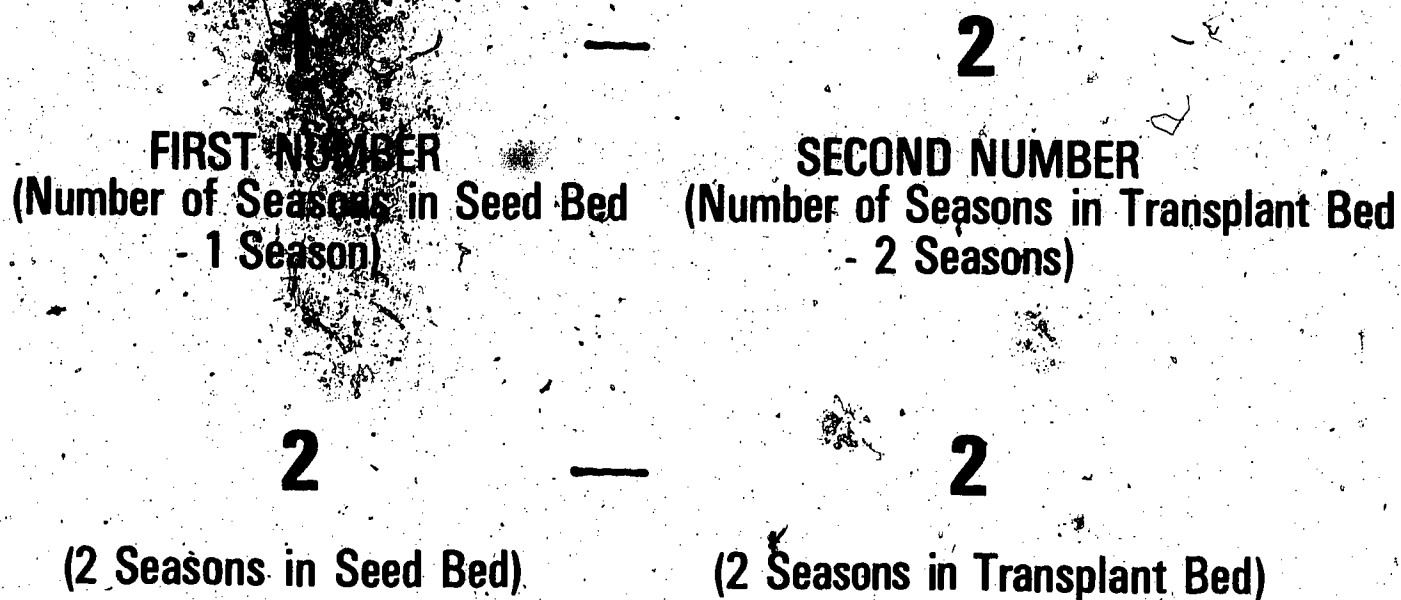 1 — 2
FIRST NUMBER SECOND NUMBER
(Number of Seasons in Seed Bed (Number of Seasons in Transplant Bed
- 1 Season) - 2 Seasons)
2 — 2
(2 Seasons in Seed Bed) (2 Seasons in Transplant Bed)